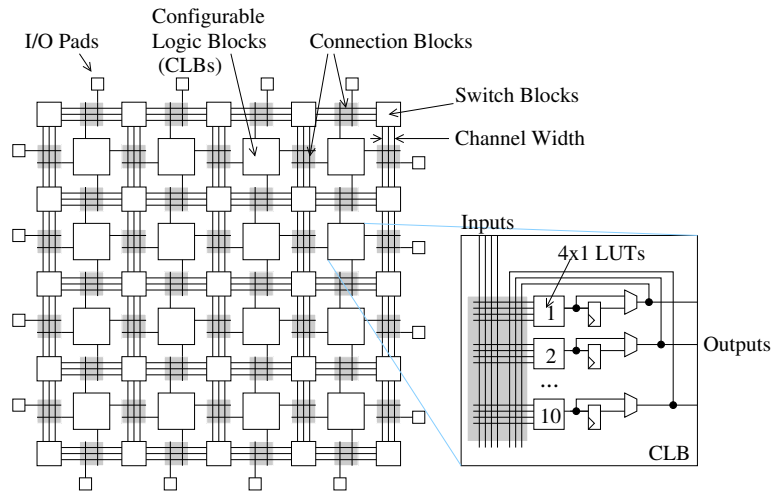 Configurable
Logic Blocks
(CLBs)
I/O Pads
Connection Blocks
Switch Blocks
Channel Width
Inputs
4x1 LUTs
1
2
...
10
Outputs
CLB